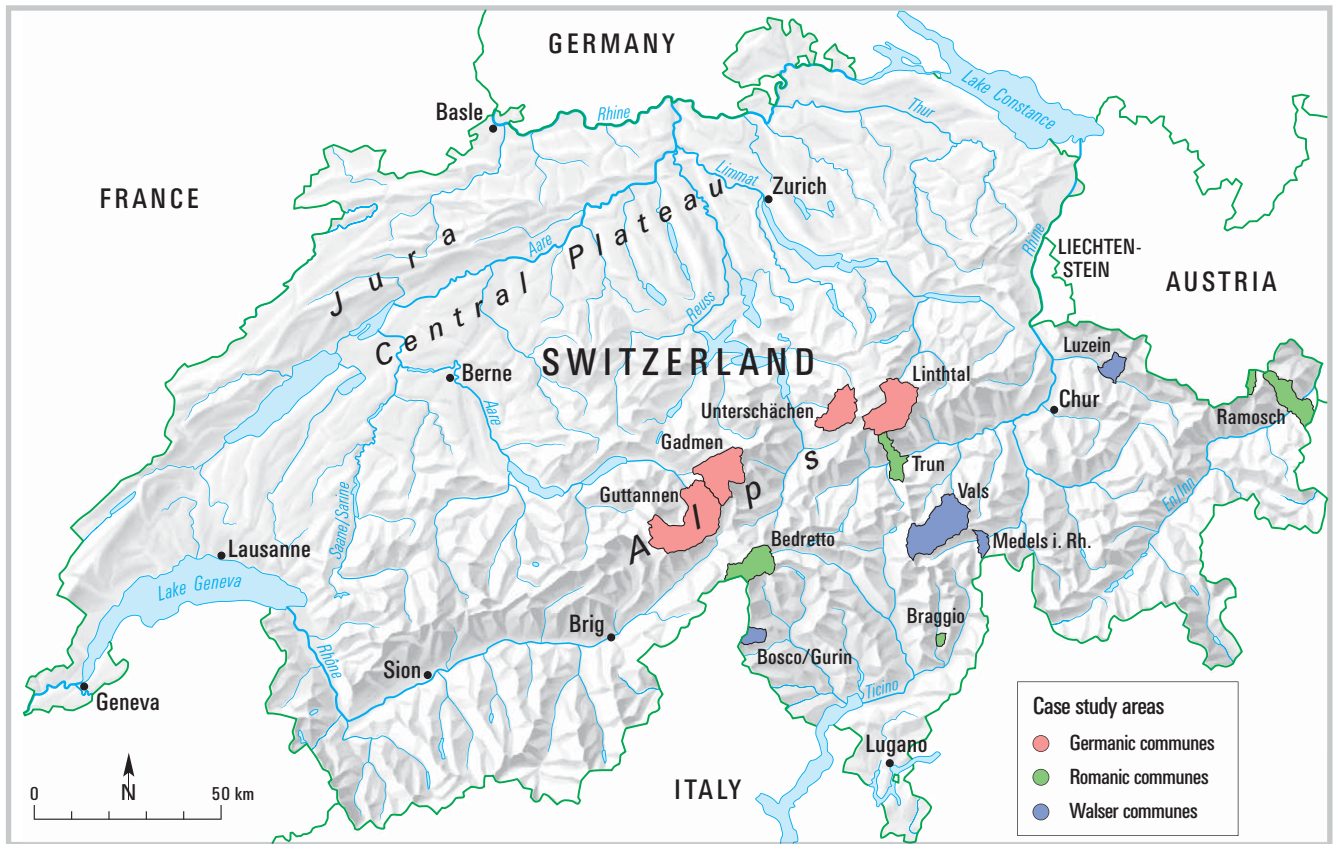 GERMANY
Lake Constance
Basle
Rhine
Thur
Limmat
Zurich
FRANCE
Jura
Aare
Central Plateau
Rhine
LIECHTEN-
STEIN
AUSTRIA
Reuss
SWITZERLAND
Luzein
Berne
Linthtal
Aare
Unterschächen
Chur
Ramosch
Gadmen
Trun
Guttannen
Alps
Vals
En/Inn
Saane/Sarine
Bedretto
Medels i. Rh.
Lausanne
Lake Geneva
Braggio
Brig
Bosco/Gurin
Rhône
Sion
Ticino
Geneva
Lugano
ITALY
0
N
50 km
Case study areas
Germanic communes
Romanic communes
Walser communes